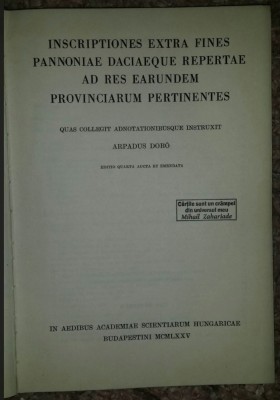 INSCRIPTIONES EXTRA FINES
PANNONIAE DACIAEQUE REPERTAE
AD RES EARUNDEM
PROVINCIARUM PERTINENTES
QUAS COLLEGIT ADNOTATIONIBUSQUE INSTRUXIT
ARPADUS DOBÓ
EDITIO QUARTA AUCTA ET EMENDATA
Cărțile sunt un crâmpei
din universul meu
Mihail Zahariade
IN AEDIBUS ACADEMIAE SCIENTIARUM HUNGARICAE
BUDAPESTINI MCMLXXV